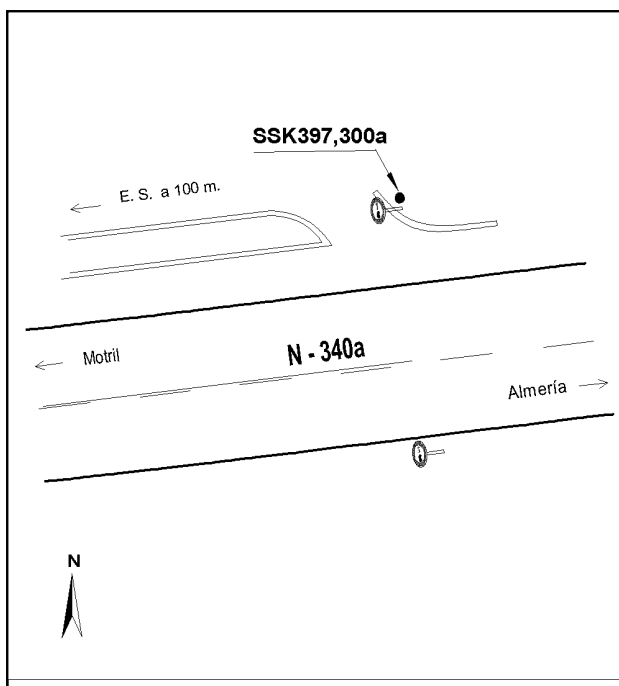 SSK397,300a
E. S. a 100 m.
Motril
N - 340a
Almería
N